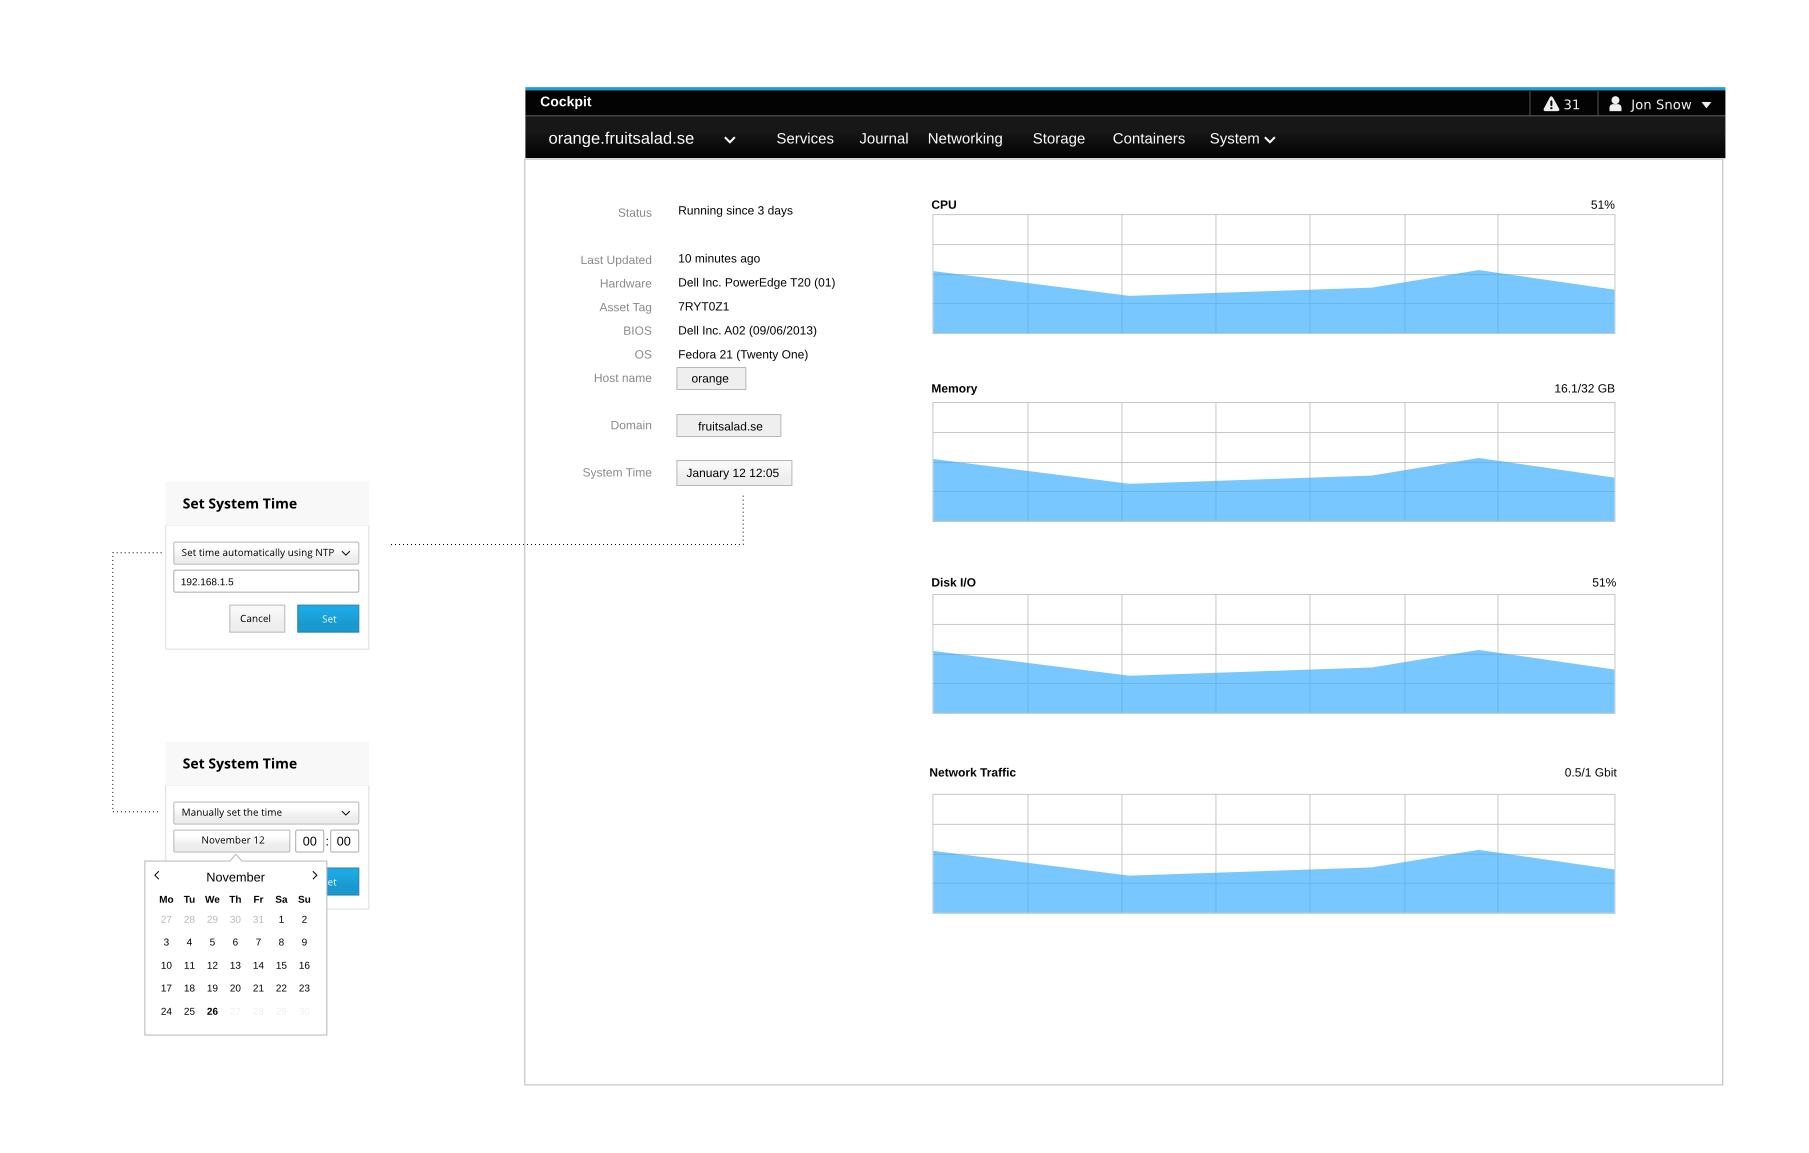 Cockpit
31
Jon Snow
orange.fruitsalad.se
Services
Journal
Networking
Storage
Containers
System
Status Running since 3 days
Last Updated 10 minutes ago
Hardware Dell Inc. PowerEdge T20 (01)
Asset Tag 7RYT0Z1
BIOS Dell Inc. A02 (09/06/2013)
OS Fedora 21 (Twenty One)
Host name orange
Domain fruitsalad.se
System Time January 12 12:05
CPU 51%
Memory 16.1/32 GB
Disk I/O 51%
Network Traffic 0.5/1 Gbit
Set System Time
Set time automatically using NTP
192.168.1.5
Cancel Set
Set System Time
Manually set the time
November 12 00 : 00
et
November
Mo Tu We Th Fr Sa Su
27 28 29 30 31 1 2
3 4 5 6 7 8 9
10 11 12 13 14 15 16
17 18 19 20 21 22 23
24 25 26 27 28 29 30